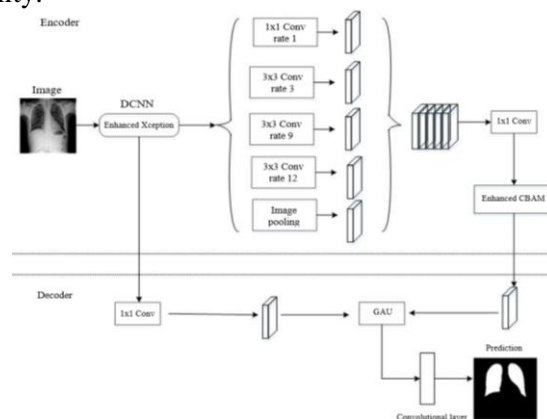 ity.
Encoder
Image
DCNN
Enhanced Xception
1x1 Conv
rate 1
3x3 Conv
rate 3
3x3 Conv
rate 9
3x3 Conv
rate 12
Image
pooling
1x1 Conv
Enhanced CBAM
Decoder
1x1 Conv
GAU
Prediction
Convolutional layer